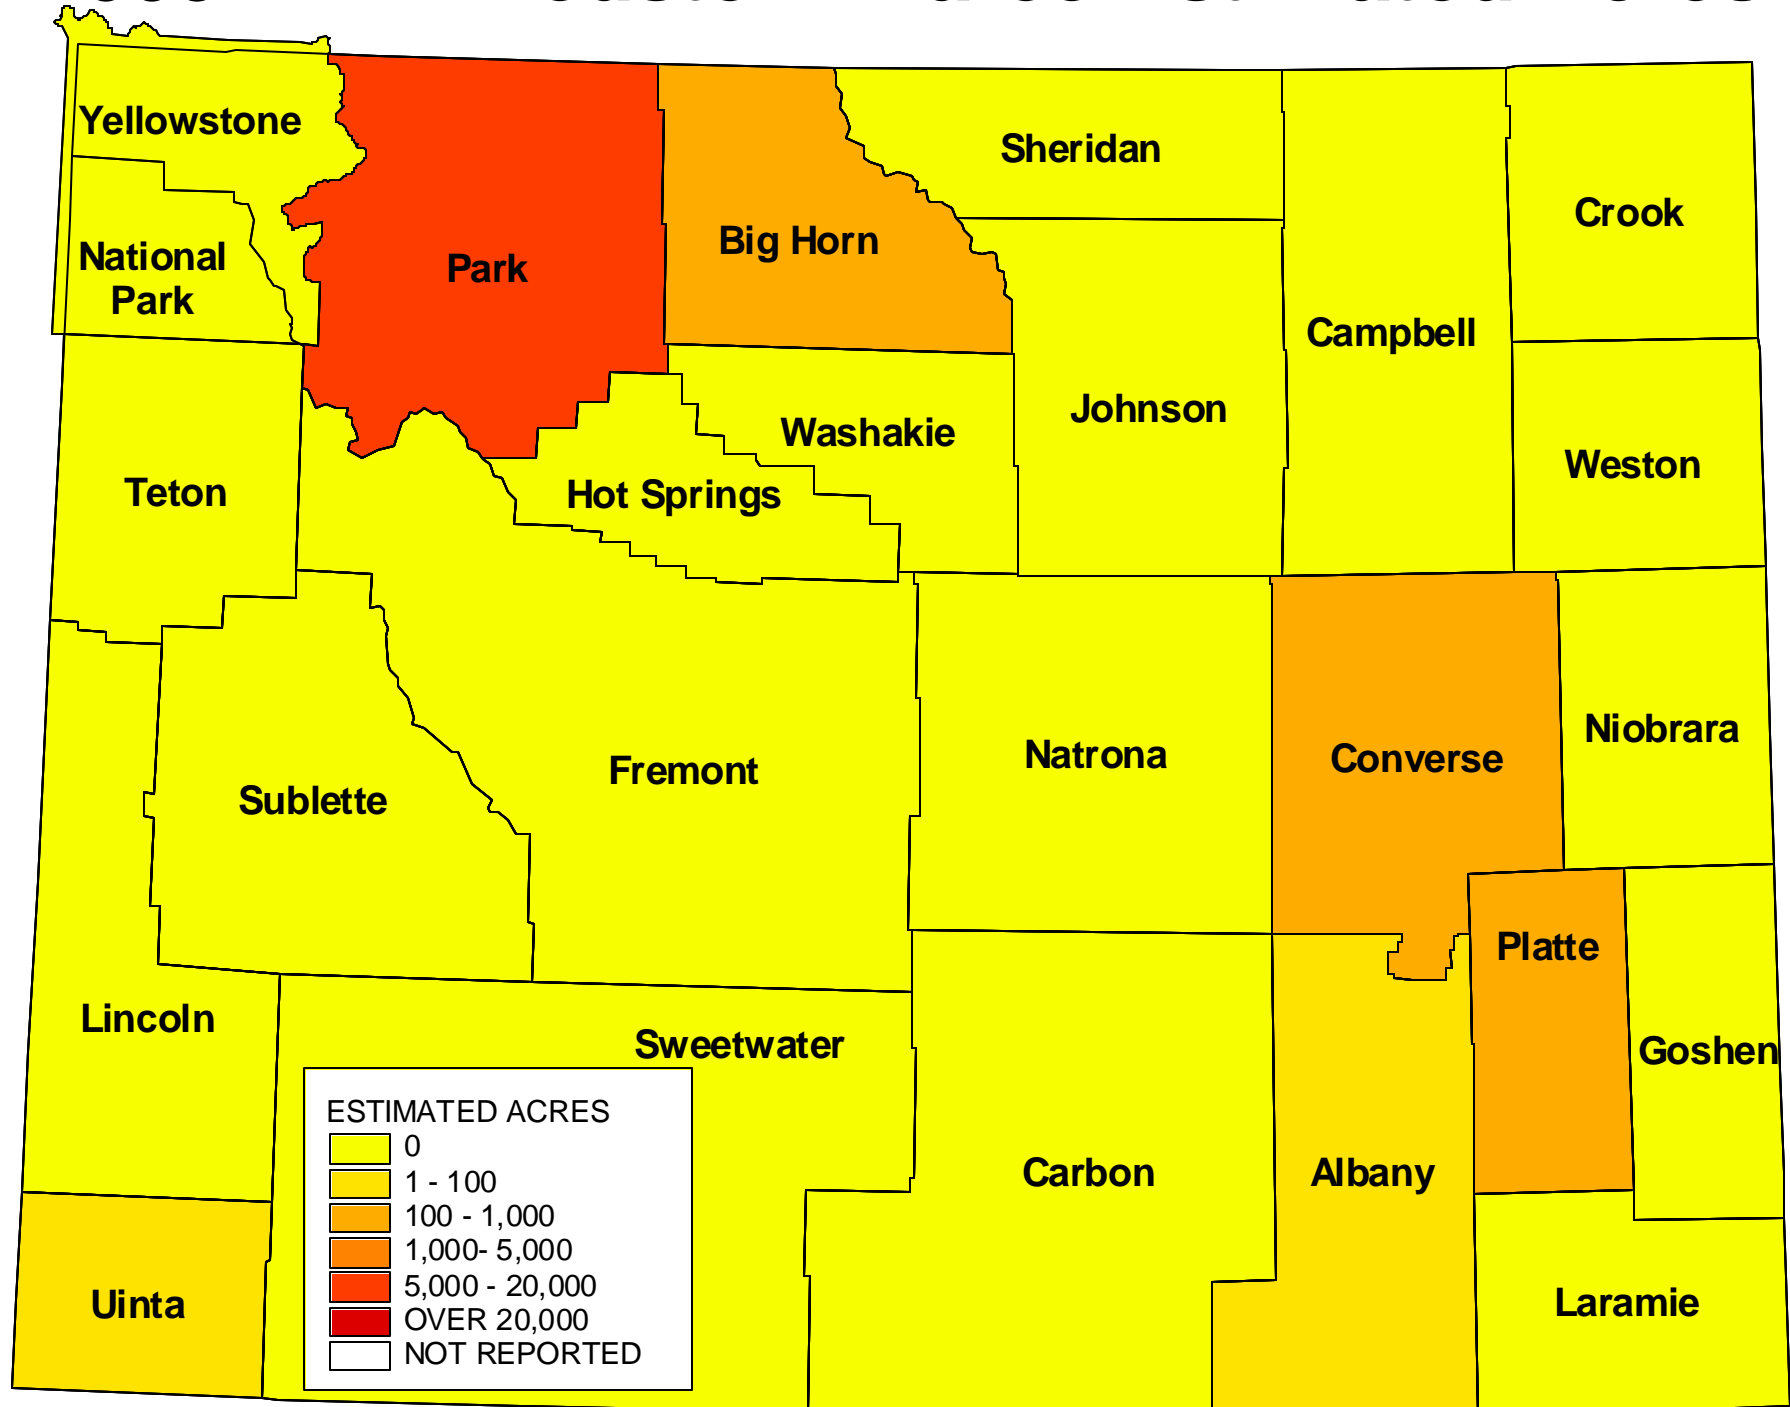 Yellowstone
National
Park
Park
Big Horn
Sheridan
Crook
Campbell
Johnson
Washakie
Hot Springs
Weston
Teton
Fremont
Sublette
Natrona
Converse
Niobrara
Platte
Lincoln
Sweetwater
Goshen
Carbon
Albany
Uinta
Laramie
ESTIMATED ACRES
0
1 - 100
100 - 1,000
1,000- 5,000
5,000 - 20,000
OVER 20,000
NOT REPORTED